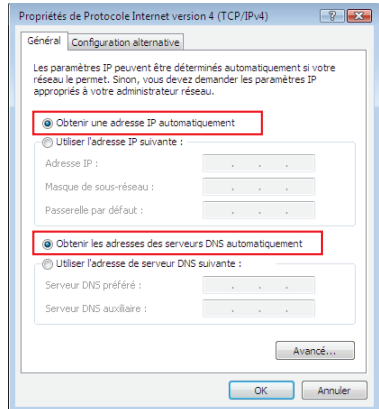 Propriétés de Protocole Internet version 4 (TCP/IPv4)
Général Configuration alternative
Les paramètres IP peuvent être déterminés automatiquement si votre
réseau le permet. Sinon, vous devez demander les paramètres IP
appropriés à votre administrateur réseau.
Obtenir une adresse IP automatiquement
Utiliser l'adresse IP suivante :
Adresse IP :
Masque de sous-réseau :
Passerelle par défaut :
Obtenir les adresses des serveurs DNS automatiquement
Utiliser l'adresse de serveur DNS suivante :
Serveur DNS préféré :
Serveur DNS auxiliaire :
Avancé...
OK Annuler